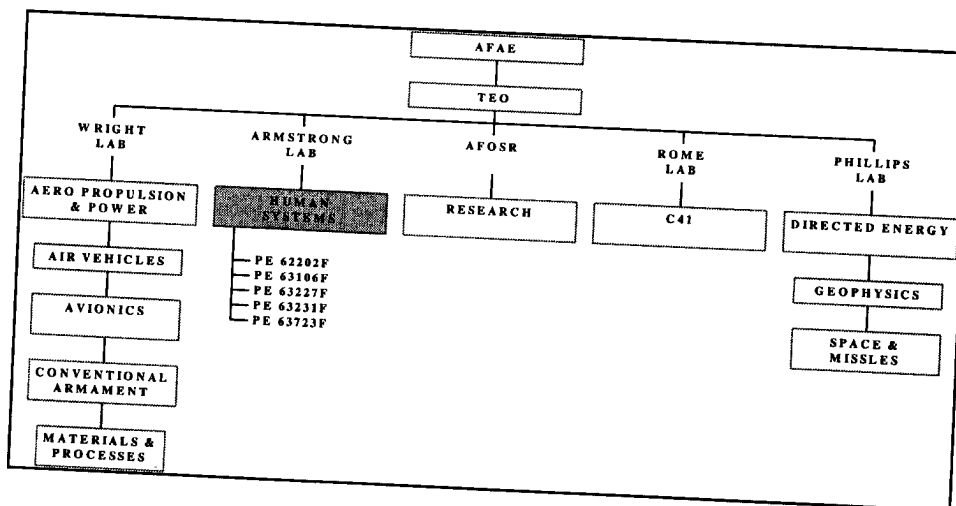 AFAE
TEO
WRIGHT
LAB
ARMSTRONG
LAB
AFOSR
ROME
LAB
PHILLIPS
LAB
AERO PROPULSION
& POWER
AIR VEHICLES
AVIONICS
CONVENTIONAL
ARMAMENT
MATERIALS &
PROCESSES
HUMAN
SYSTEMS
PE 62202F
PE 63106F
PE 63227F
PE 63231F
PE 63723F
RESEARCH
C41
DIRECTED ENERGY
GEOPHYSICS
SPACE &
MISSLES